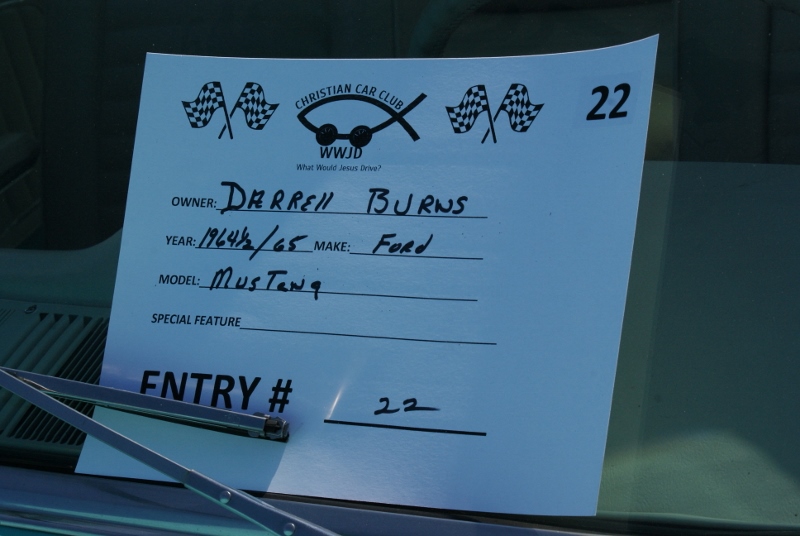 CHRISTIAN CAR CLUB
22
WWJD
What Would Jesus Drive?
OWNER: DARREll BURNS
YEAR: 1964½/65 MAKE: Ford
MODEL: MusTang
SPECIAL FEATURE
ENTRY # 22